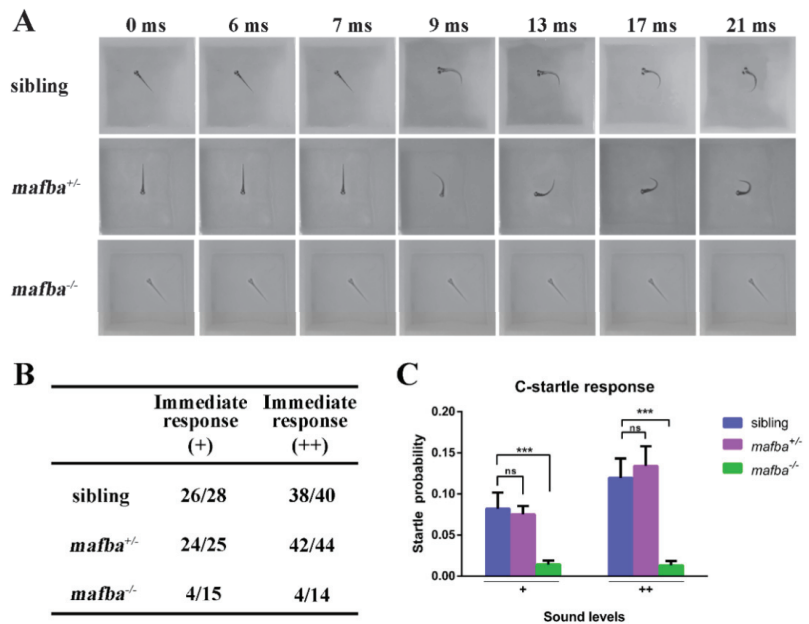 A
0 ms 6 ms 7 ms 9 ms 13 ms 17 ms 21 ms
sibling
mafba+/-
mafba-/-
B
Immediate Immediate
response response
(+) (++)
sibling 26/28 38/40
mafba+/- 24/25 42/44
mafba-/- 4/15 4/14
C
C-startle response
0.20
0.15
0.10
0.05
0.00
Startle probability
***
ns
***
ns
+ ++
Sound levels
sibling
mafba+/-
mafba-/-